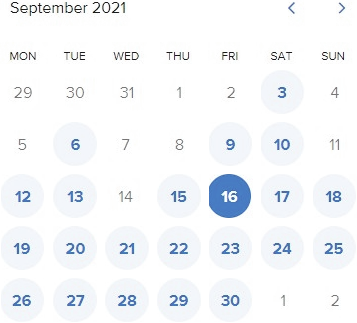 September 2021
MON TUE WED THU FRI SAT SUN
29 30 31 1 2 3 4
5 6 7 8 9 10 11
12 13 14 15 16 17 18
19 20 21 22 23 24 25
26 27 28 29 30 1 2